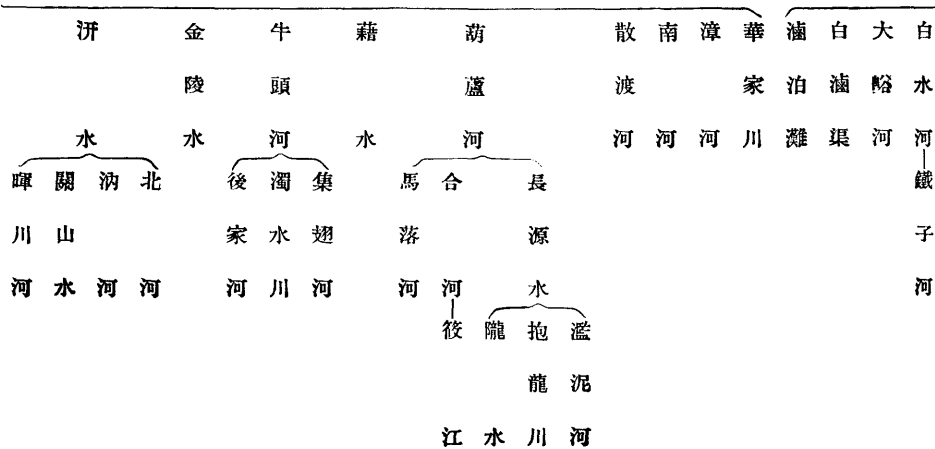 白水河
大峪河
白滷渠
滷泊灘
華家川
漳河
南河
散渡河
葫蘆河
藉水
牛頭河
金陵水
汧水
鐵子河
長源水
合河
馬落河
集翅河
濁水川
後家河
北河
汭河
關山水
暉川河
濫泥河
抱龍川
隴水
筱江